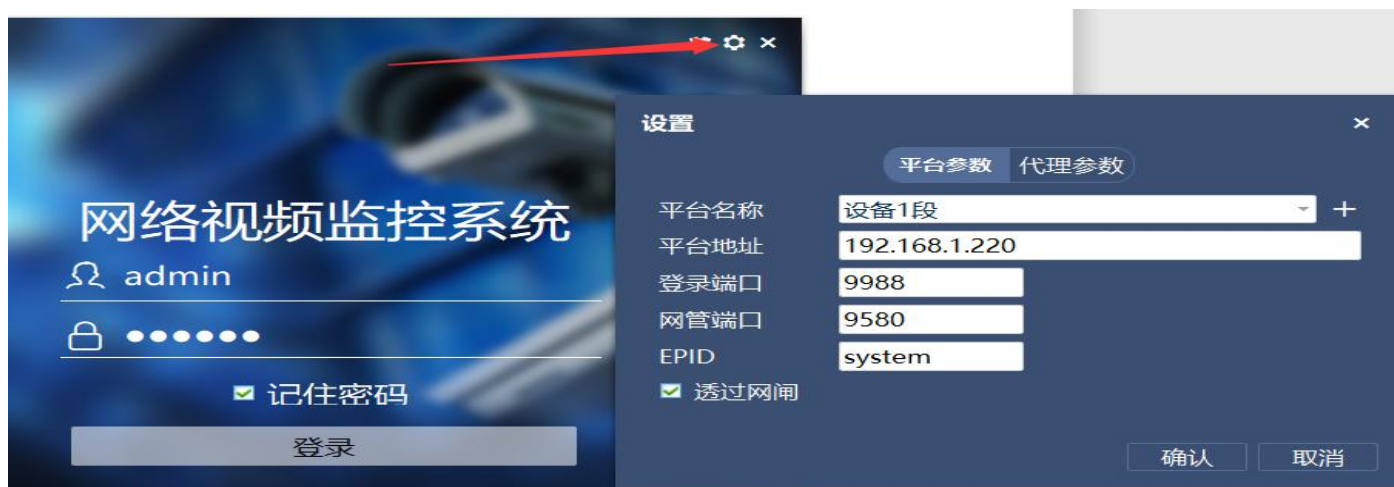 网络视频监控系统
admin
记住密码
登录
设置
平台参数 代理参数
平台名称 设备1段
平台地址 192.168.1.220
登录端口 9988
网管端口 9580
EPID system
透过网闸
确认 取消